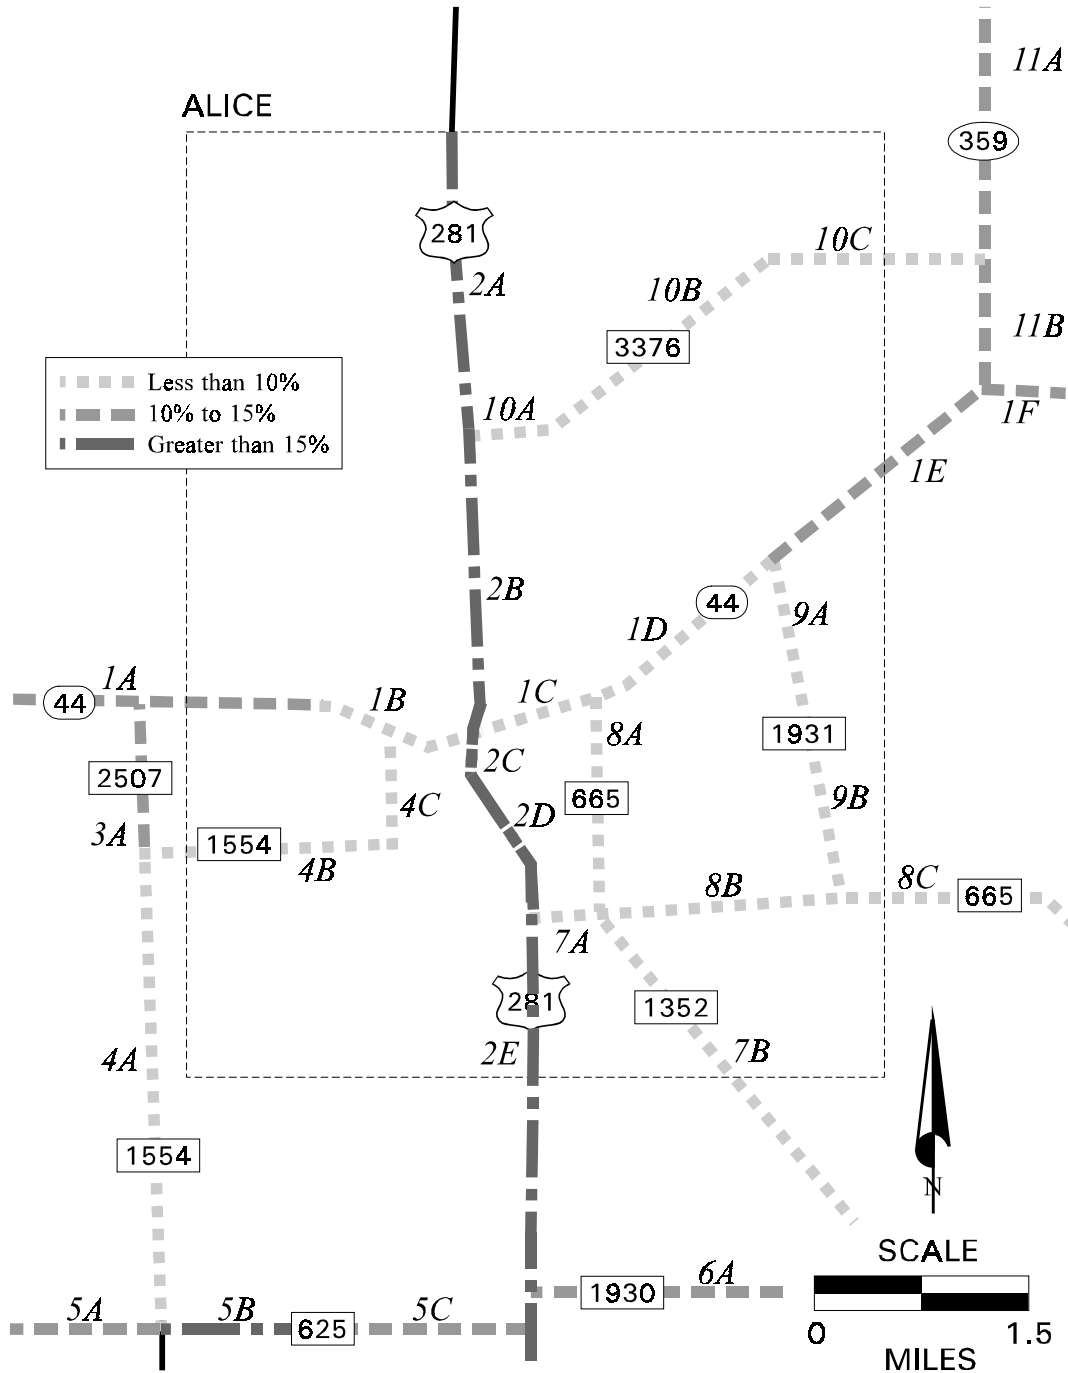 11A
ALICE
359
281
10C
2A
10B
11B
3376
Less than 10%
10% to 15%
Greater than 15%
10A
1F
1E
2B
44
9A
1D
1A
44
1B
1C
8A
1931
2C
2507
665
9B
4C
2D
3A
1554
4B
8B
8C
665
7A
281
1352
2E
7B
4A
1554
N
SCALE
6A
1930
5A
5B
625
5C
0
1.5
MILES